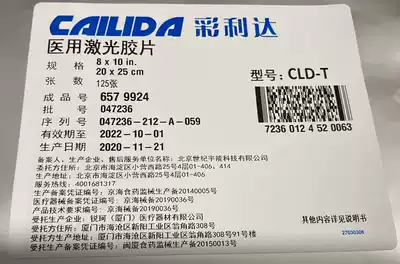 CAILIDA 彩利达
医用激光胶片
规 格 8 x 10 in.
20 x 25 cm
张 数 125张
型号: CLD-T
成品号 657 9924
批 号 047236
序列号 047236-212-A-059
有效期至 2022-10-01
生产日期 2020-11-21
7236 012 4 52 0063
备案人、生产企业、售后服务单位名称: 北京世纪宇能科技有限公司
委托方住所: 北京市海淀区小营西路25号4层01-405, 414
生产地址: 北京市海淀区小营西路25号4层01-406
服务热线: 4001681317
生产备案凭证编号: 京海食药监械生产备20140005号
医疗器械备案凭证编号: 京海械备20190036号
产品技术要求编号: 京海械备20190036号
受托生产企业: 锐珂(厦门)医疗器材有限公司
受托方住所: 厦门市海沧区新阳工业区翁角路308号
受托生产地址: 厦门市海沧区新阳工业区翁角路308号91号楼
生产备案凭证编号: 闽厦食药监械生产备20150013号
其他内容详见说明书